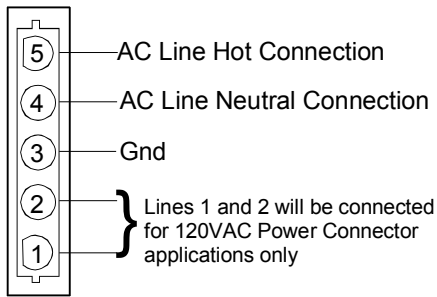 5 AC Line Hot Connection
4 AC Line Neutral Connection
3 Gnd
2
1
Lines 1 and 2 will be connected
for 120VAC Power Connector
applications only